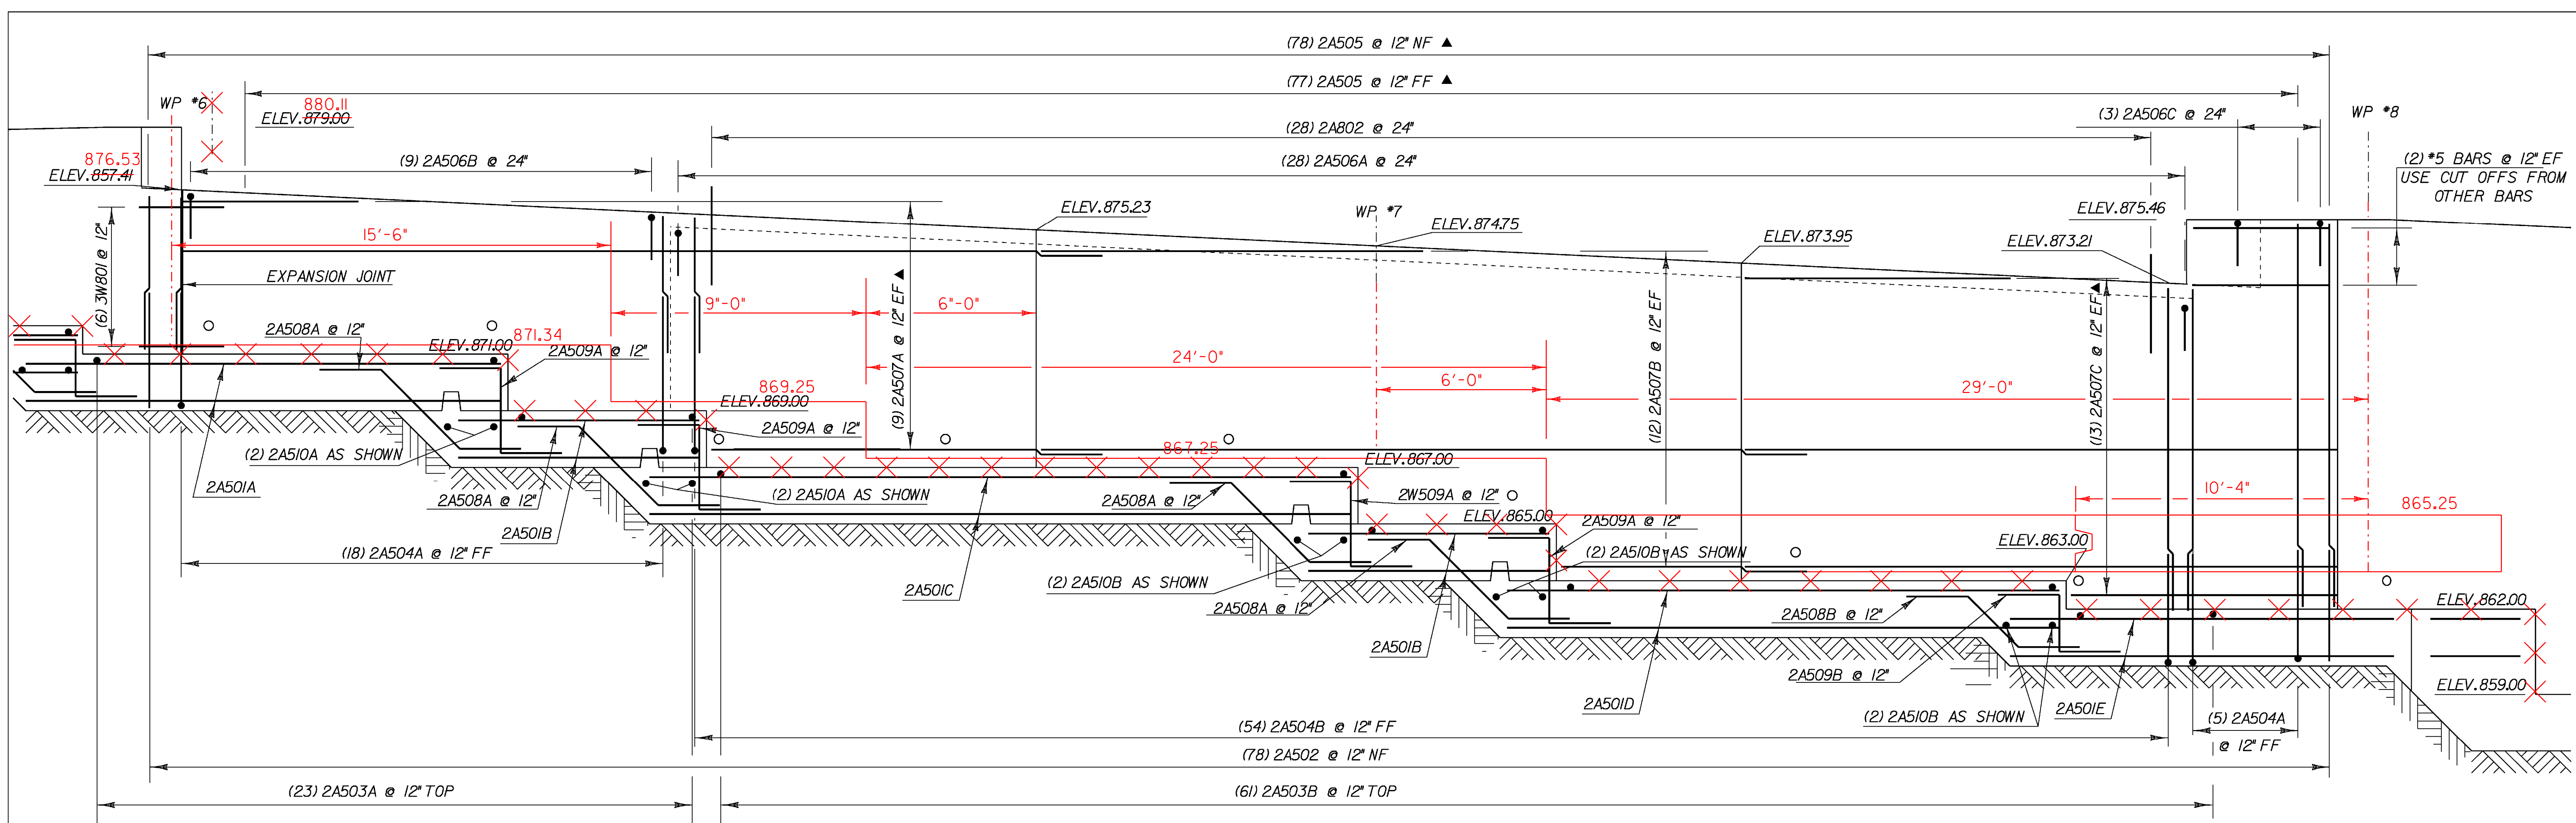 (78) 2A505 @ 12" NF ▲
(77) 2A505 @ 12" FF ▲
WP #6
880.11
ELEV.879.00
(28) 2A802 @ 24"
(3) 2A506C @ 24"
WP #8
876.53
ELEV.857.41
(9) 2A506B @ 24"
(28) 2A506A @ 24"
(2) #5 BARS @ 12" EF
USE CUT OFFS FROM
OTHER BARS
ELEV.875.23
WP #7
ELEV.874.75
ELEV.875.46
15'-6"
ELEV.873.95
ELEV.873.21
(6) 3W801 @ 12"
EXPANSION JOINT
9"-0"
6"-0"
(9) 2A507A @ 12" EF ▲
(12) 2A507B @ 12" EF
(13) 2A507C @ 12" EF ▲
2A508A @ 12"
871.34
ELEV.871.00
2A509A @ 12"
24'-0"
6'-0"
29'-0"
869.25
ELEV.869.00
2A509A @ 12"
867.25
ELEV.867.00
(2) 2A510A AS SHOWN
2A501A
2A508A @ 12"
(2) 2A510A AS SHOWN
2A508A @ 12"
2W509A @ 12"
10'-4"
865.25
ELEV.865.00
2A509A @ 12"
2A501B
ELEV.863.00
(18) 2A504A @ 12" FF
(2) 2A510B AS SHOWN
(2) 2A510B AS SHOWN
2A501C
2A508A @ 12"
2A508B @ 12"
ELEV.862.00
2A501B
2A509B @ 12"
ELEV.859.00
2A501D
(2) 2A510B AS SHOWN
2A501E
(5) 2A504A
@ 12" FF
(54) 2A504B @ 12" FF
(78) 2A502 @ 12" NF
(23) 2A503A @ 12" TOP
(61) 2A503B @ 12" TOP